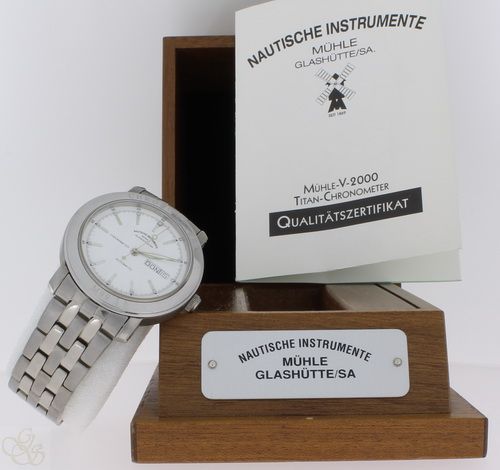 NAUTISCHE INSTRUMENTE
MÜHLE
GLASHÜTTE/SA.
SEIT 1869
MÜHLE-V-2000
TITAN-CHRONOMETER
QUALITÄTSZERTIFIKAT
NAUTISCHE INSTRUMENTE
MÜHLE
GLASHÜTTE/SA